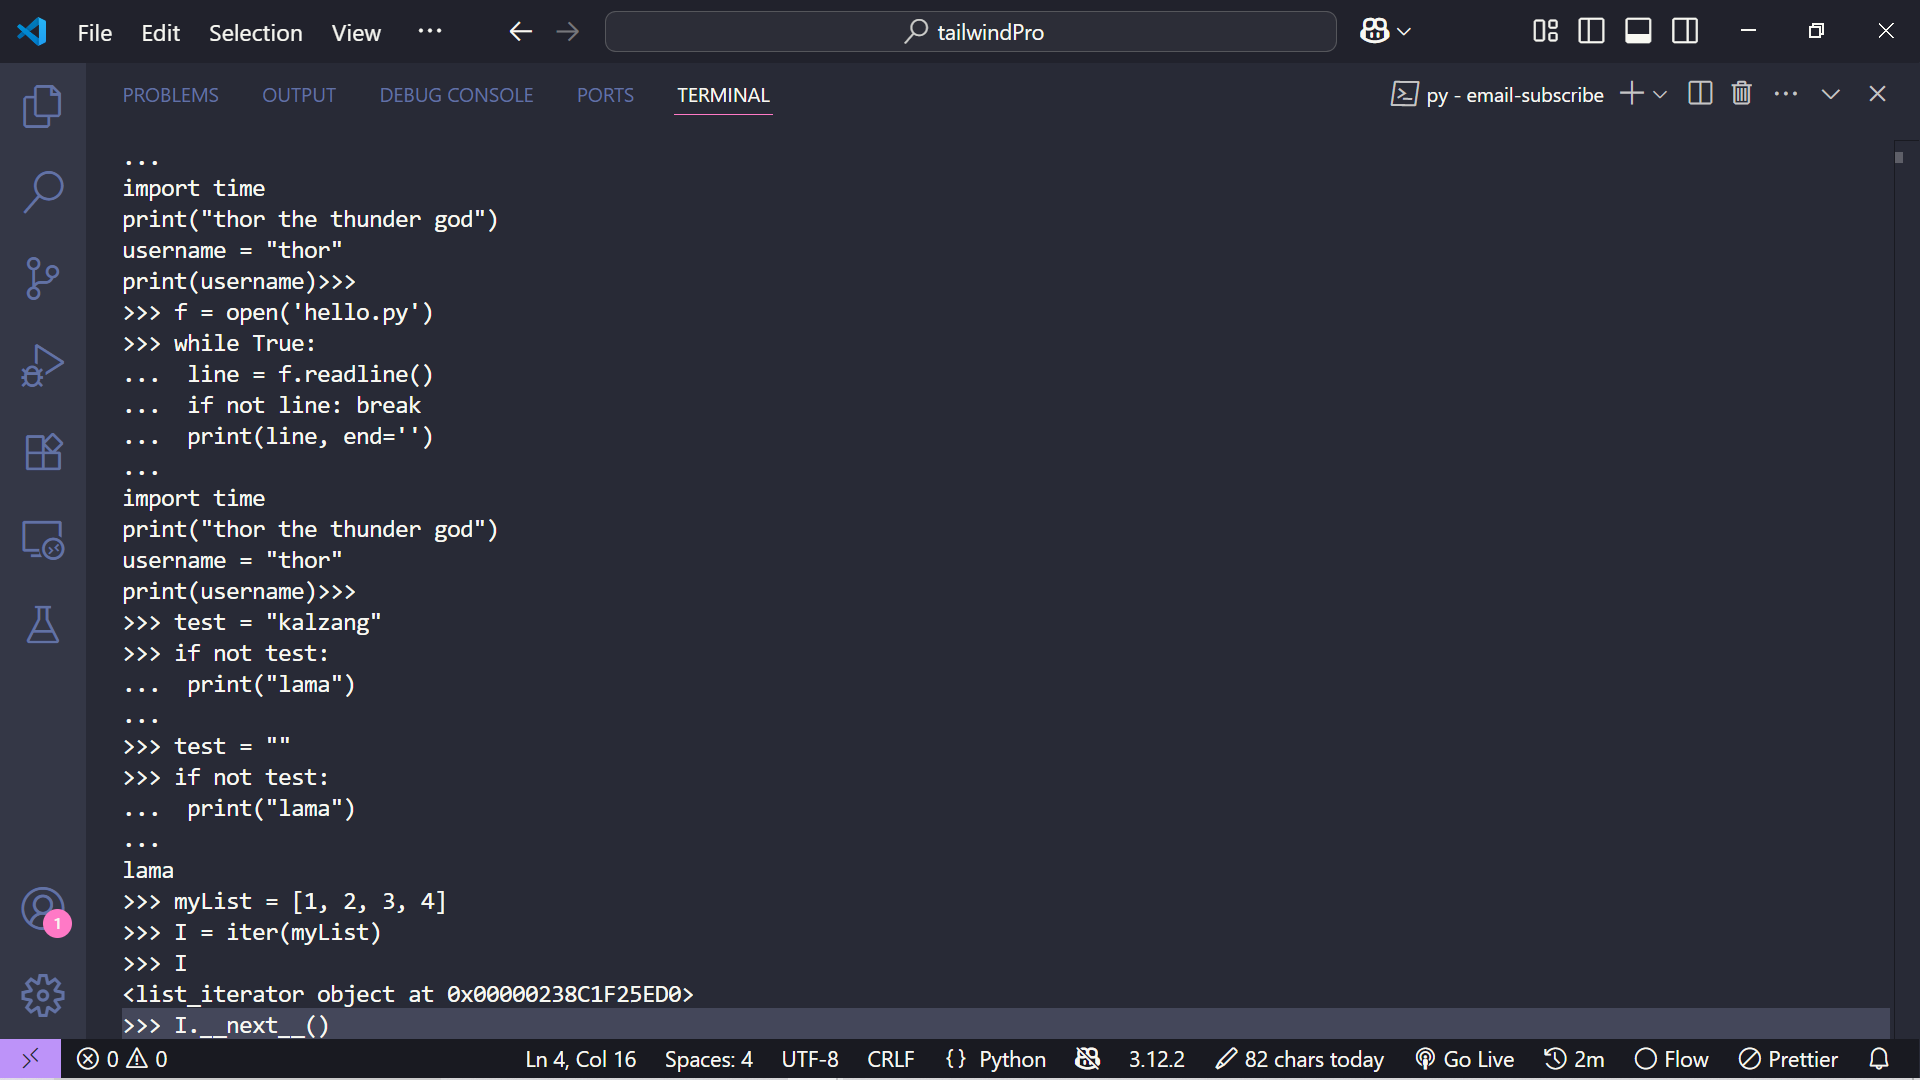 File Edit Selection View ··· tailwindPro
PROBLEMS OUTPUT DEBUG CONSOLE PORTS TERMINAL py - email-subscribe
...
import time
print("thor the thunder god")
username = "thor"
print(username)>>>
>>> f = open('hello.py')
>>> while True:
...  line = f.readline()
...  if not line: break
...  print(line, end='')
...
import time
print("thor the thunder god")
username = "thor"
print(username)>>>
>>> test = "kalzang"
>>> if not test:
...  print("lama")
...
>>> test = ""
>>> if not test:
...  print("lama")
...
lama
>>> myList = [1, 2, 3, 4]
>>> I = iter(myList)
>>> I
<list_iterator object at 0x00000238C1F25ED0>
>>> I.__next__()
1
0 0 Ln 4, Col 16 Spaces: 4 UTF-8 CRLF {} Python 3.12.2 82 chars today Go Live 2m Flow Prettier